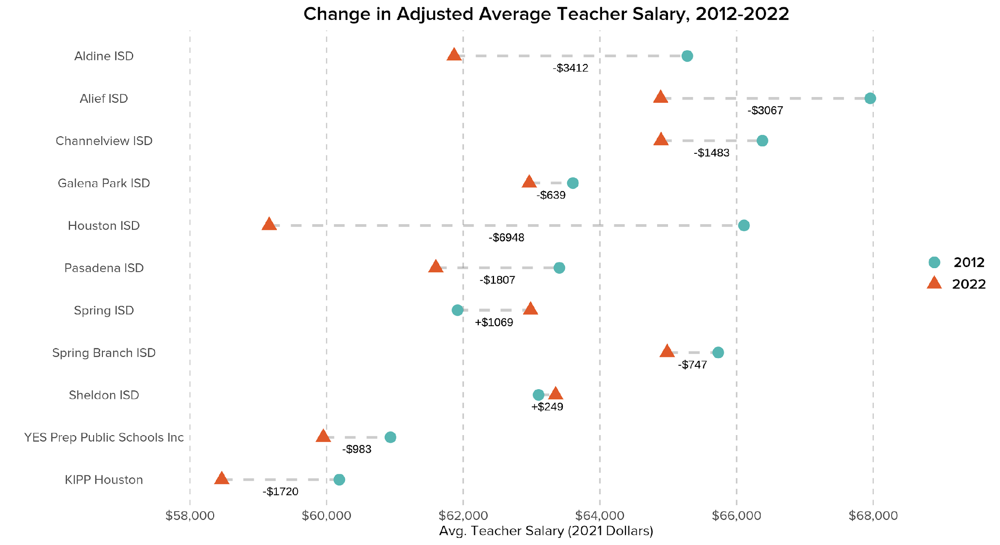 Change in Adjusted Average Teacher Salary, 2012-2022
Aldine ISD
-$3412
Alief ISD
-$3067
Channelview ISD
-$1483
Galena Park ISD
-$639
Houston ISD
-$6948
Pasadena ISD
-$1807
Spring ISD
+$1069
Spring Branch ISD
-$747
Sheldon ISD
+$249
YES Prep Public Schools Inc
-$983
KIPP Houston
-$1720
2012
2022
$58,000 $60,000 $62,000 $64,000 $66,000 $68,000
Avg. Teacher Salary (2021 Dollars)